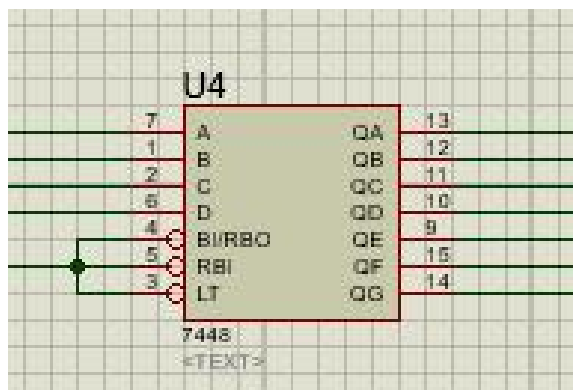 U4
7 A QA 13
1 B QB 12
2 C QC 11
6 D QD 10
4 BI/RBO QE 9
5 RBI QF 15
3 LT QG 14
7448
<TEXT>